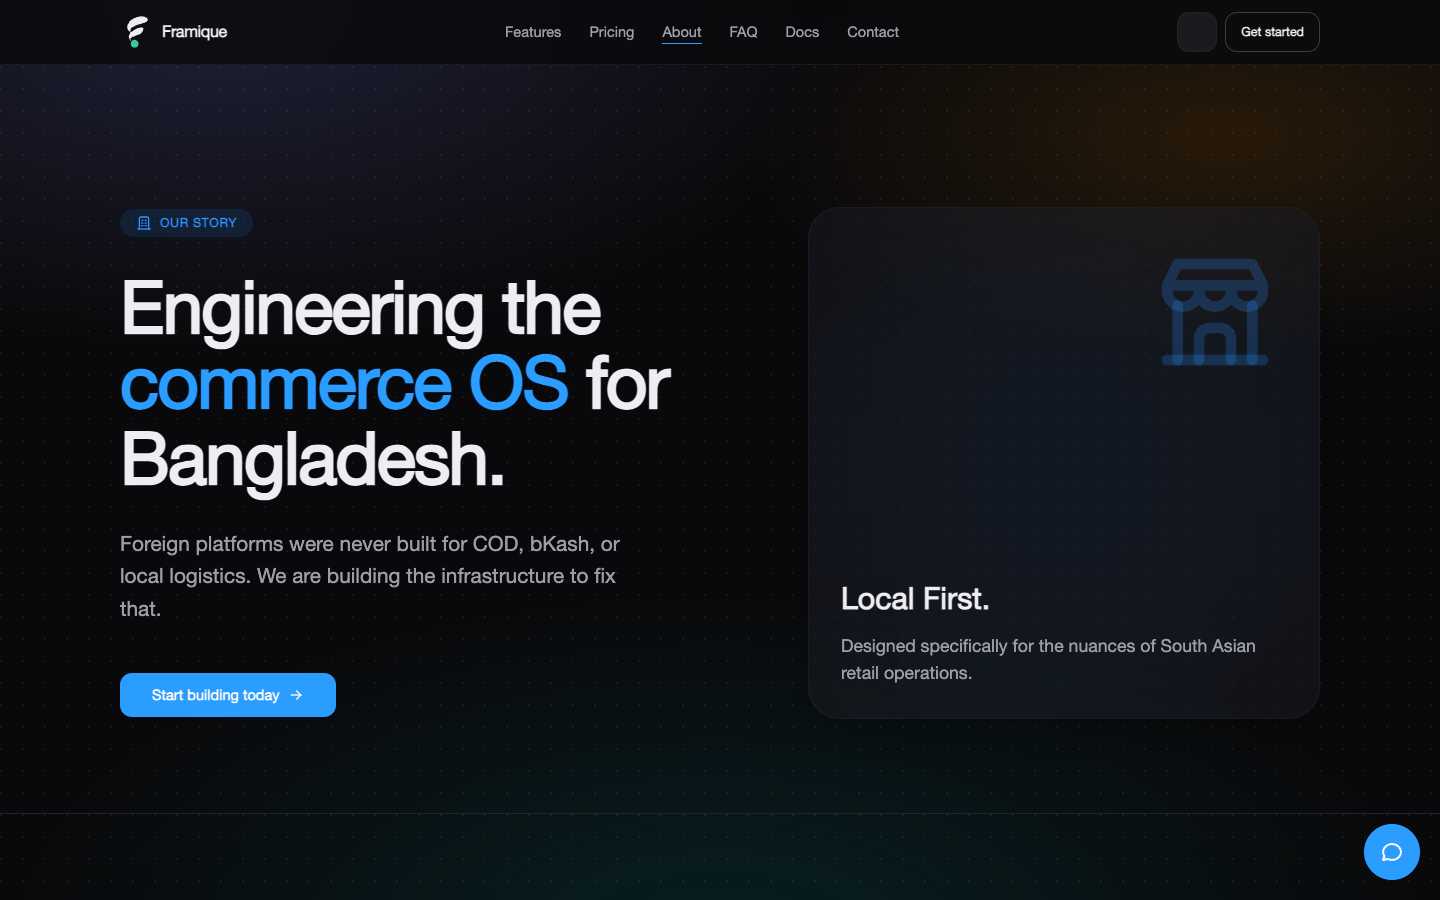 Framique
Features
Pricing
About
FAQ
Docs
Contact
Get started
OUR STORY
Engineering the
commerce OS for
Bangladesh.
Foreign platforms were never built for COD, bKash, or
local logistics. We are building the infrastructure to fix
that.
Start building today
Local First.
Designed specifically for the nuances of South Asian
retail operations.